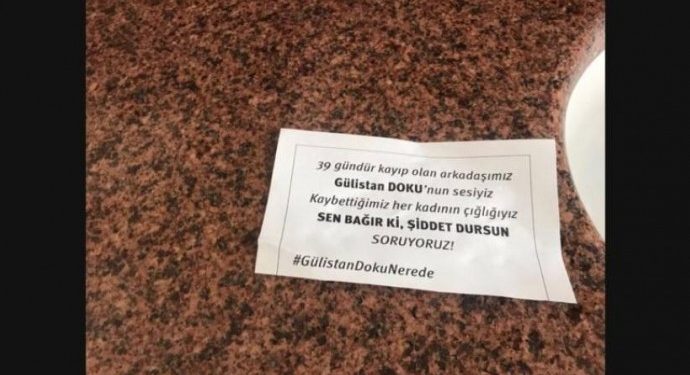 39 gündür kayıp olan arkadaşımız
Gülistan DOKU'nun sesiyiz
Kaybettiğimiz her kadının çığlığıyız
SEN BAĞIR Kİ, ŞİDDET DURSUN
SORUYORUZ!
#GülistanDokuNerede